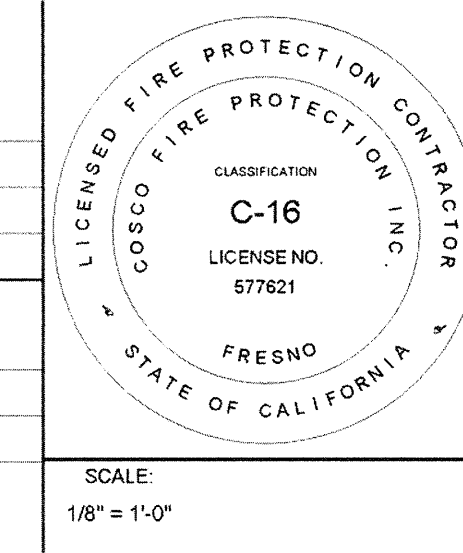 LICENSED FIRE PROTECTION CONTRACTOR
COSCO FIRE PROTECTION INC.
CLASSIFICATION
C-16
LICENSE NO.
577621
FRESNO
STATE OF CALIFORNIA
SCALE:
1/8" = 1'-0"